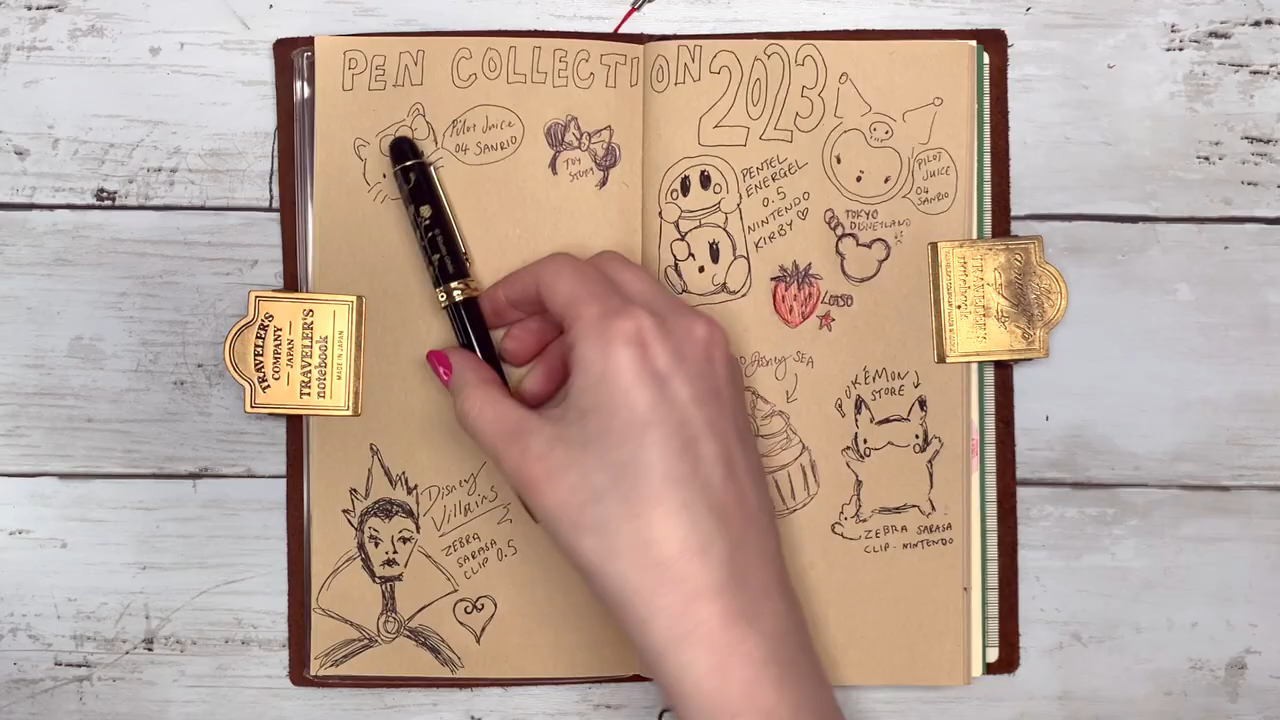 PEN COLLECTION 2023
Pilot Juice
04 SANRIO
TOY
STORY
PENTEL
ENERGEL
0.5
NINTENDO
KIRBY
PILOT
JUICE
04
SANRIO
TOKYO
DISNEYLAND
LOTSO
Disney SEA
POKÉMON
STORE
ZEBRA SARASA
CLIP - NINTENDO
Disney
Villains
ZEBRA
SARASA
CLIP 0.5
TRAVELER'S
COMPANY
JAPAN
TRAVELER'S
notebook
MADE IN JAPAN